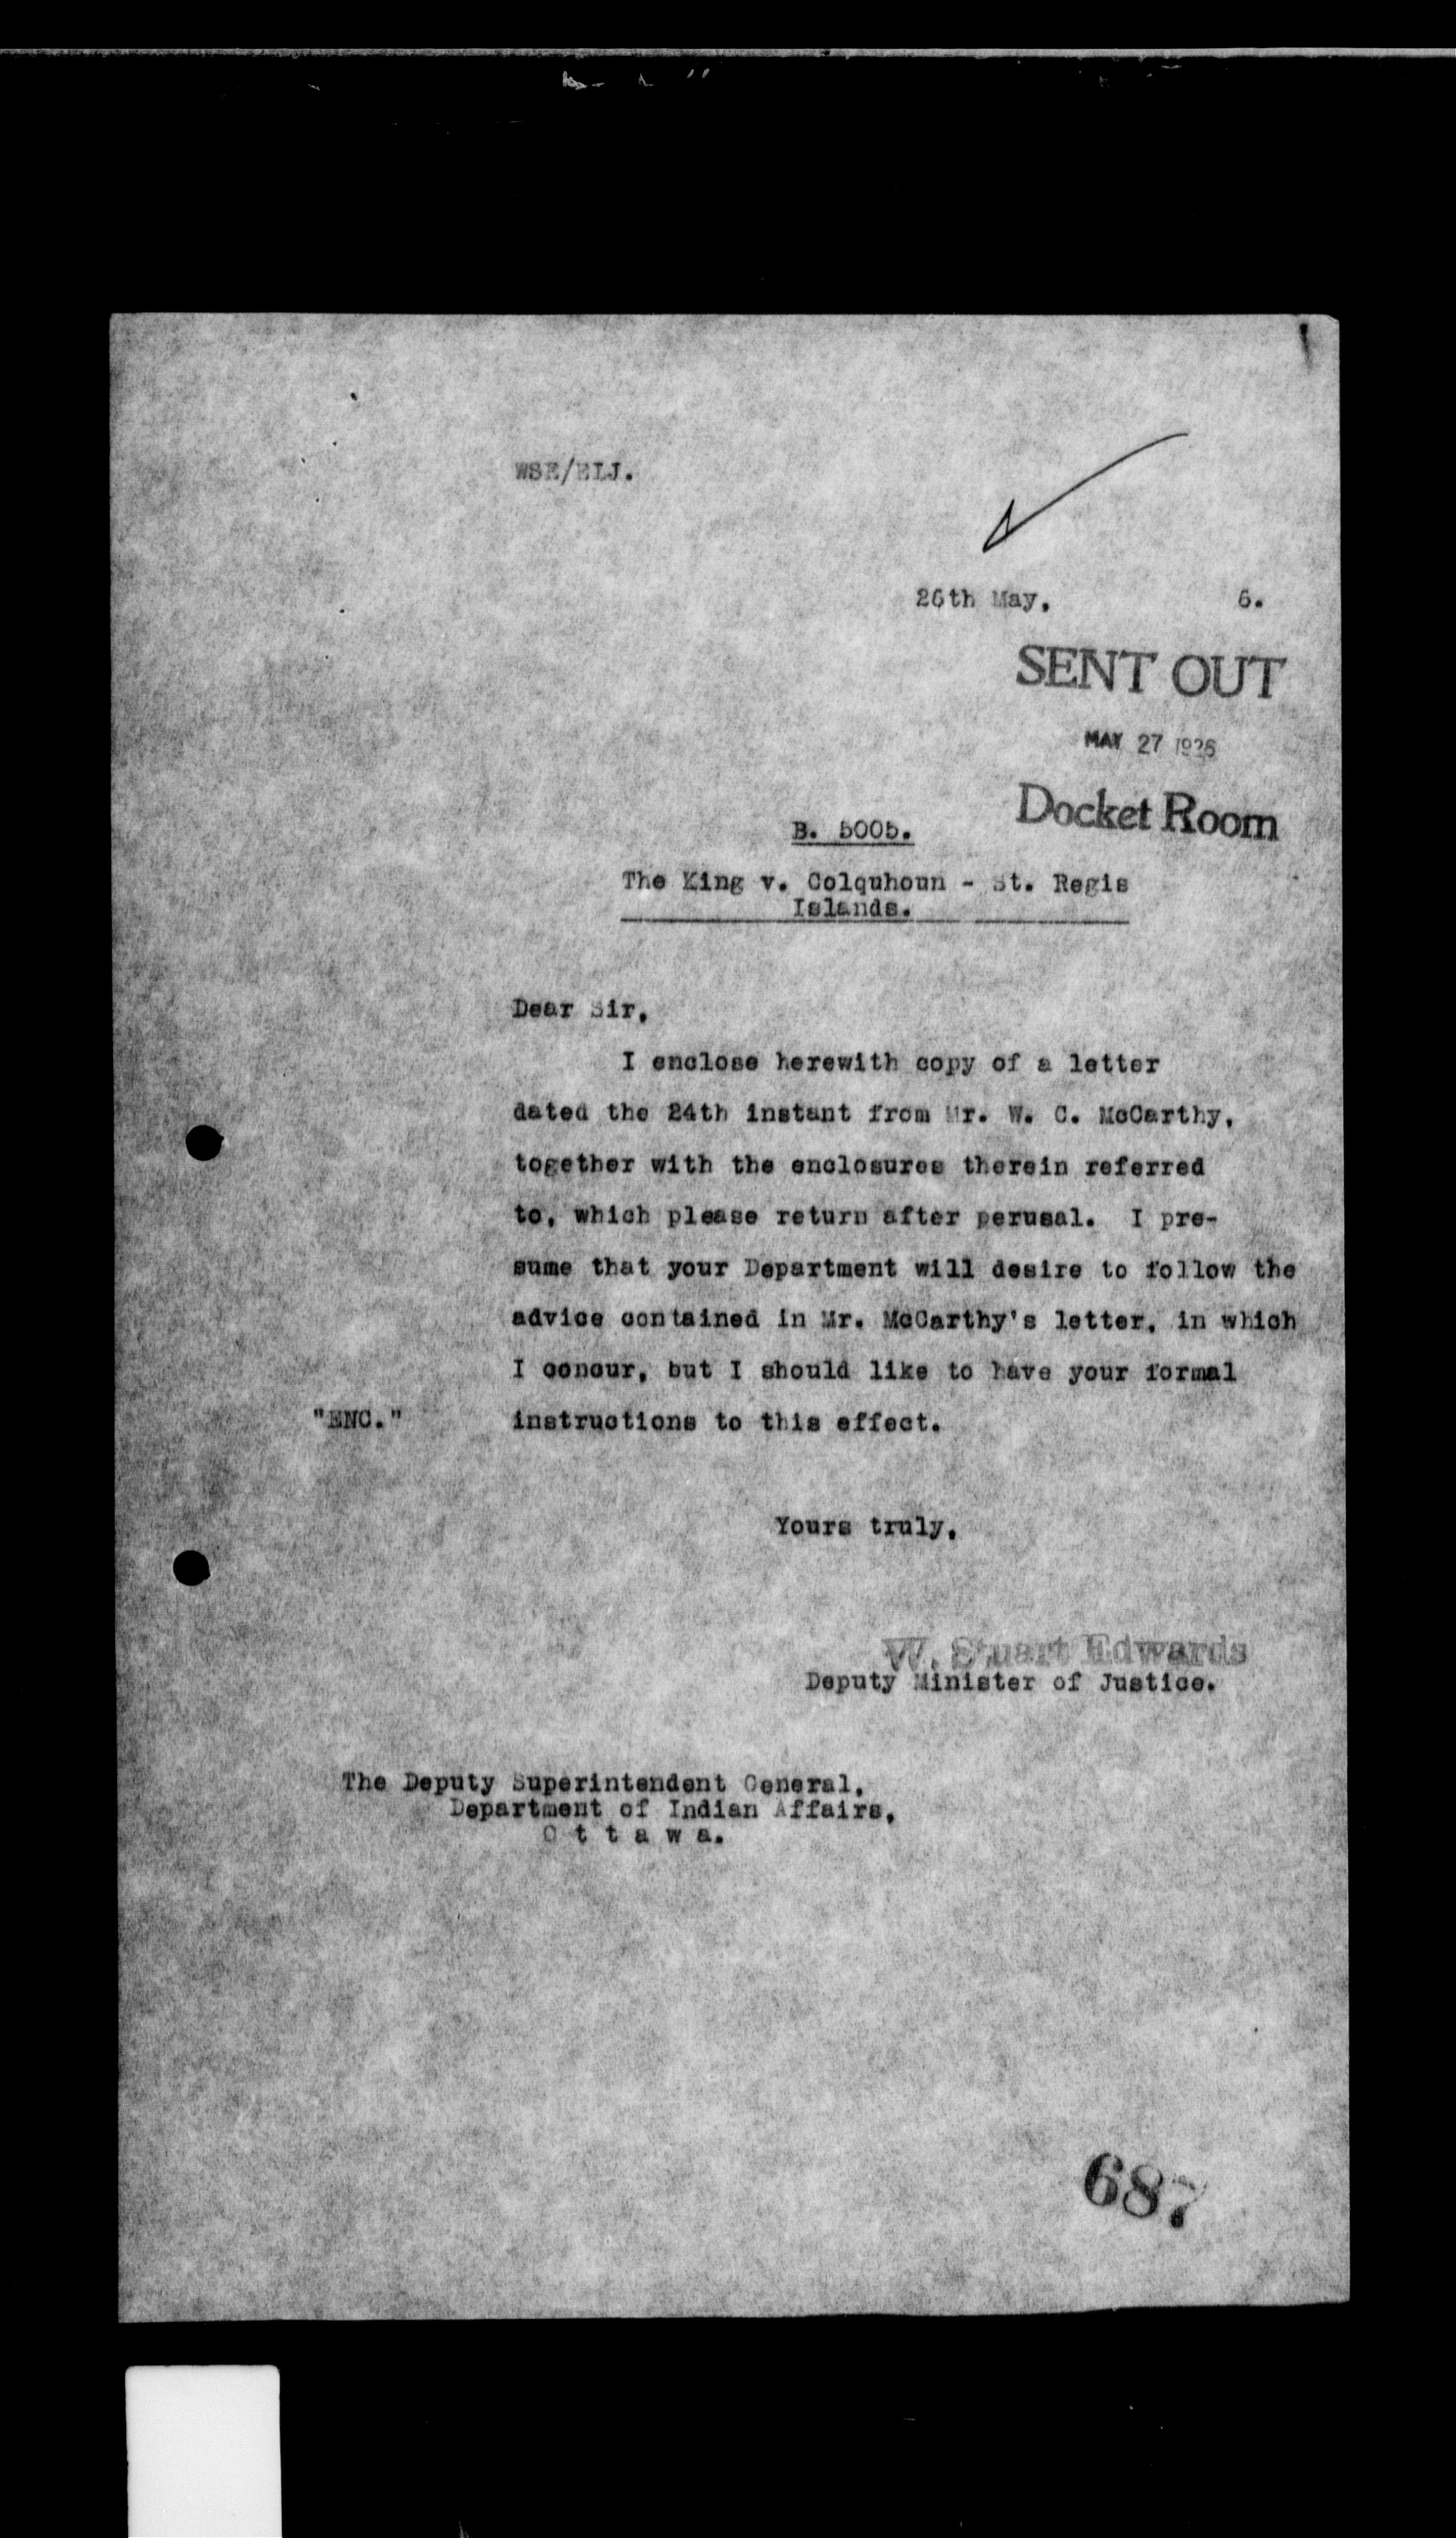 WSE/ELJ.
26th May, 6.
SENT OUT
MAY 27 1926
Docket Room
B. 5005.
The King v. Colquhoun - St. Regis
Islands.
Dear Sir,
I enclose herewith copy of a letter
dated the 24th instant from Mr. W. C. McCarthy,
together with the enclosures therein referred
to, which please return after perusal. I pre-
sume that your Department will desire to follow the
advice contained in Mr. McCarthy's letter, in which
I concur, but I should like to have your formal
"ENC." instructions to this effect.
Yours truly,
W. Stuart Edwards
Deputy Minister of Justice.
The Deputy Superintendent General,
Department of Indian Affairs,
O t t a w a.
687